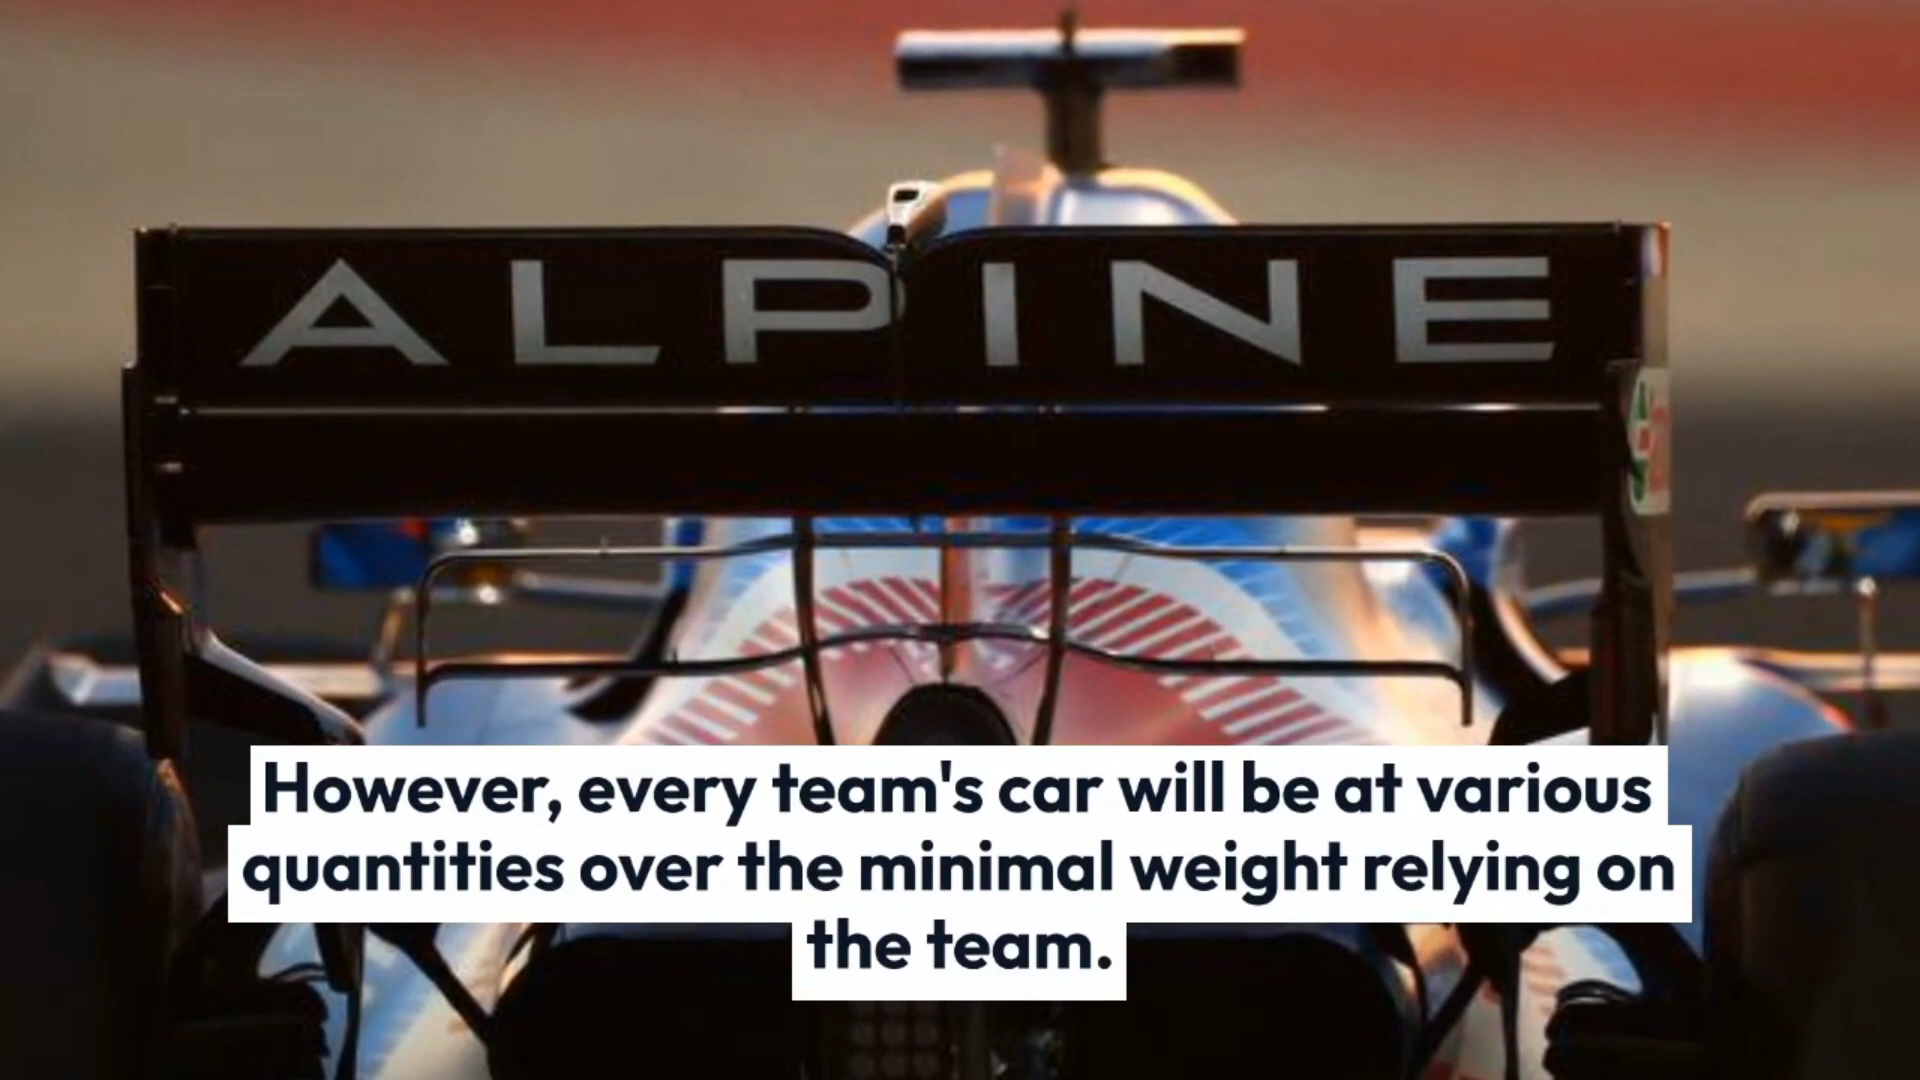 ALPINE
However, every team's car will be at various
quantities over the minimal weight relying on
the team.